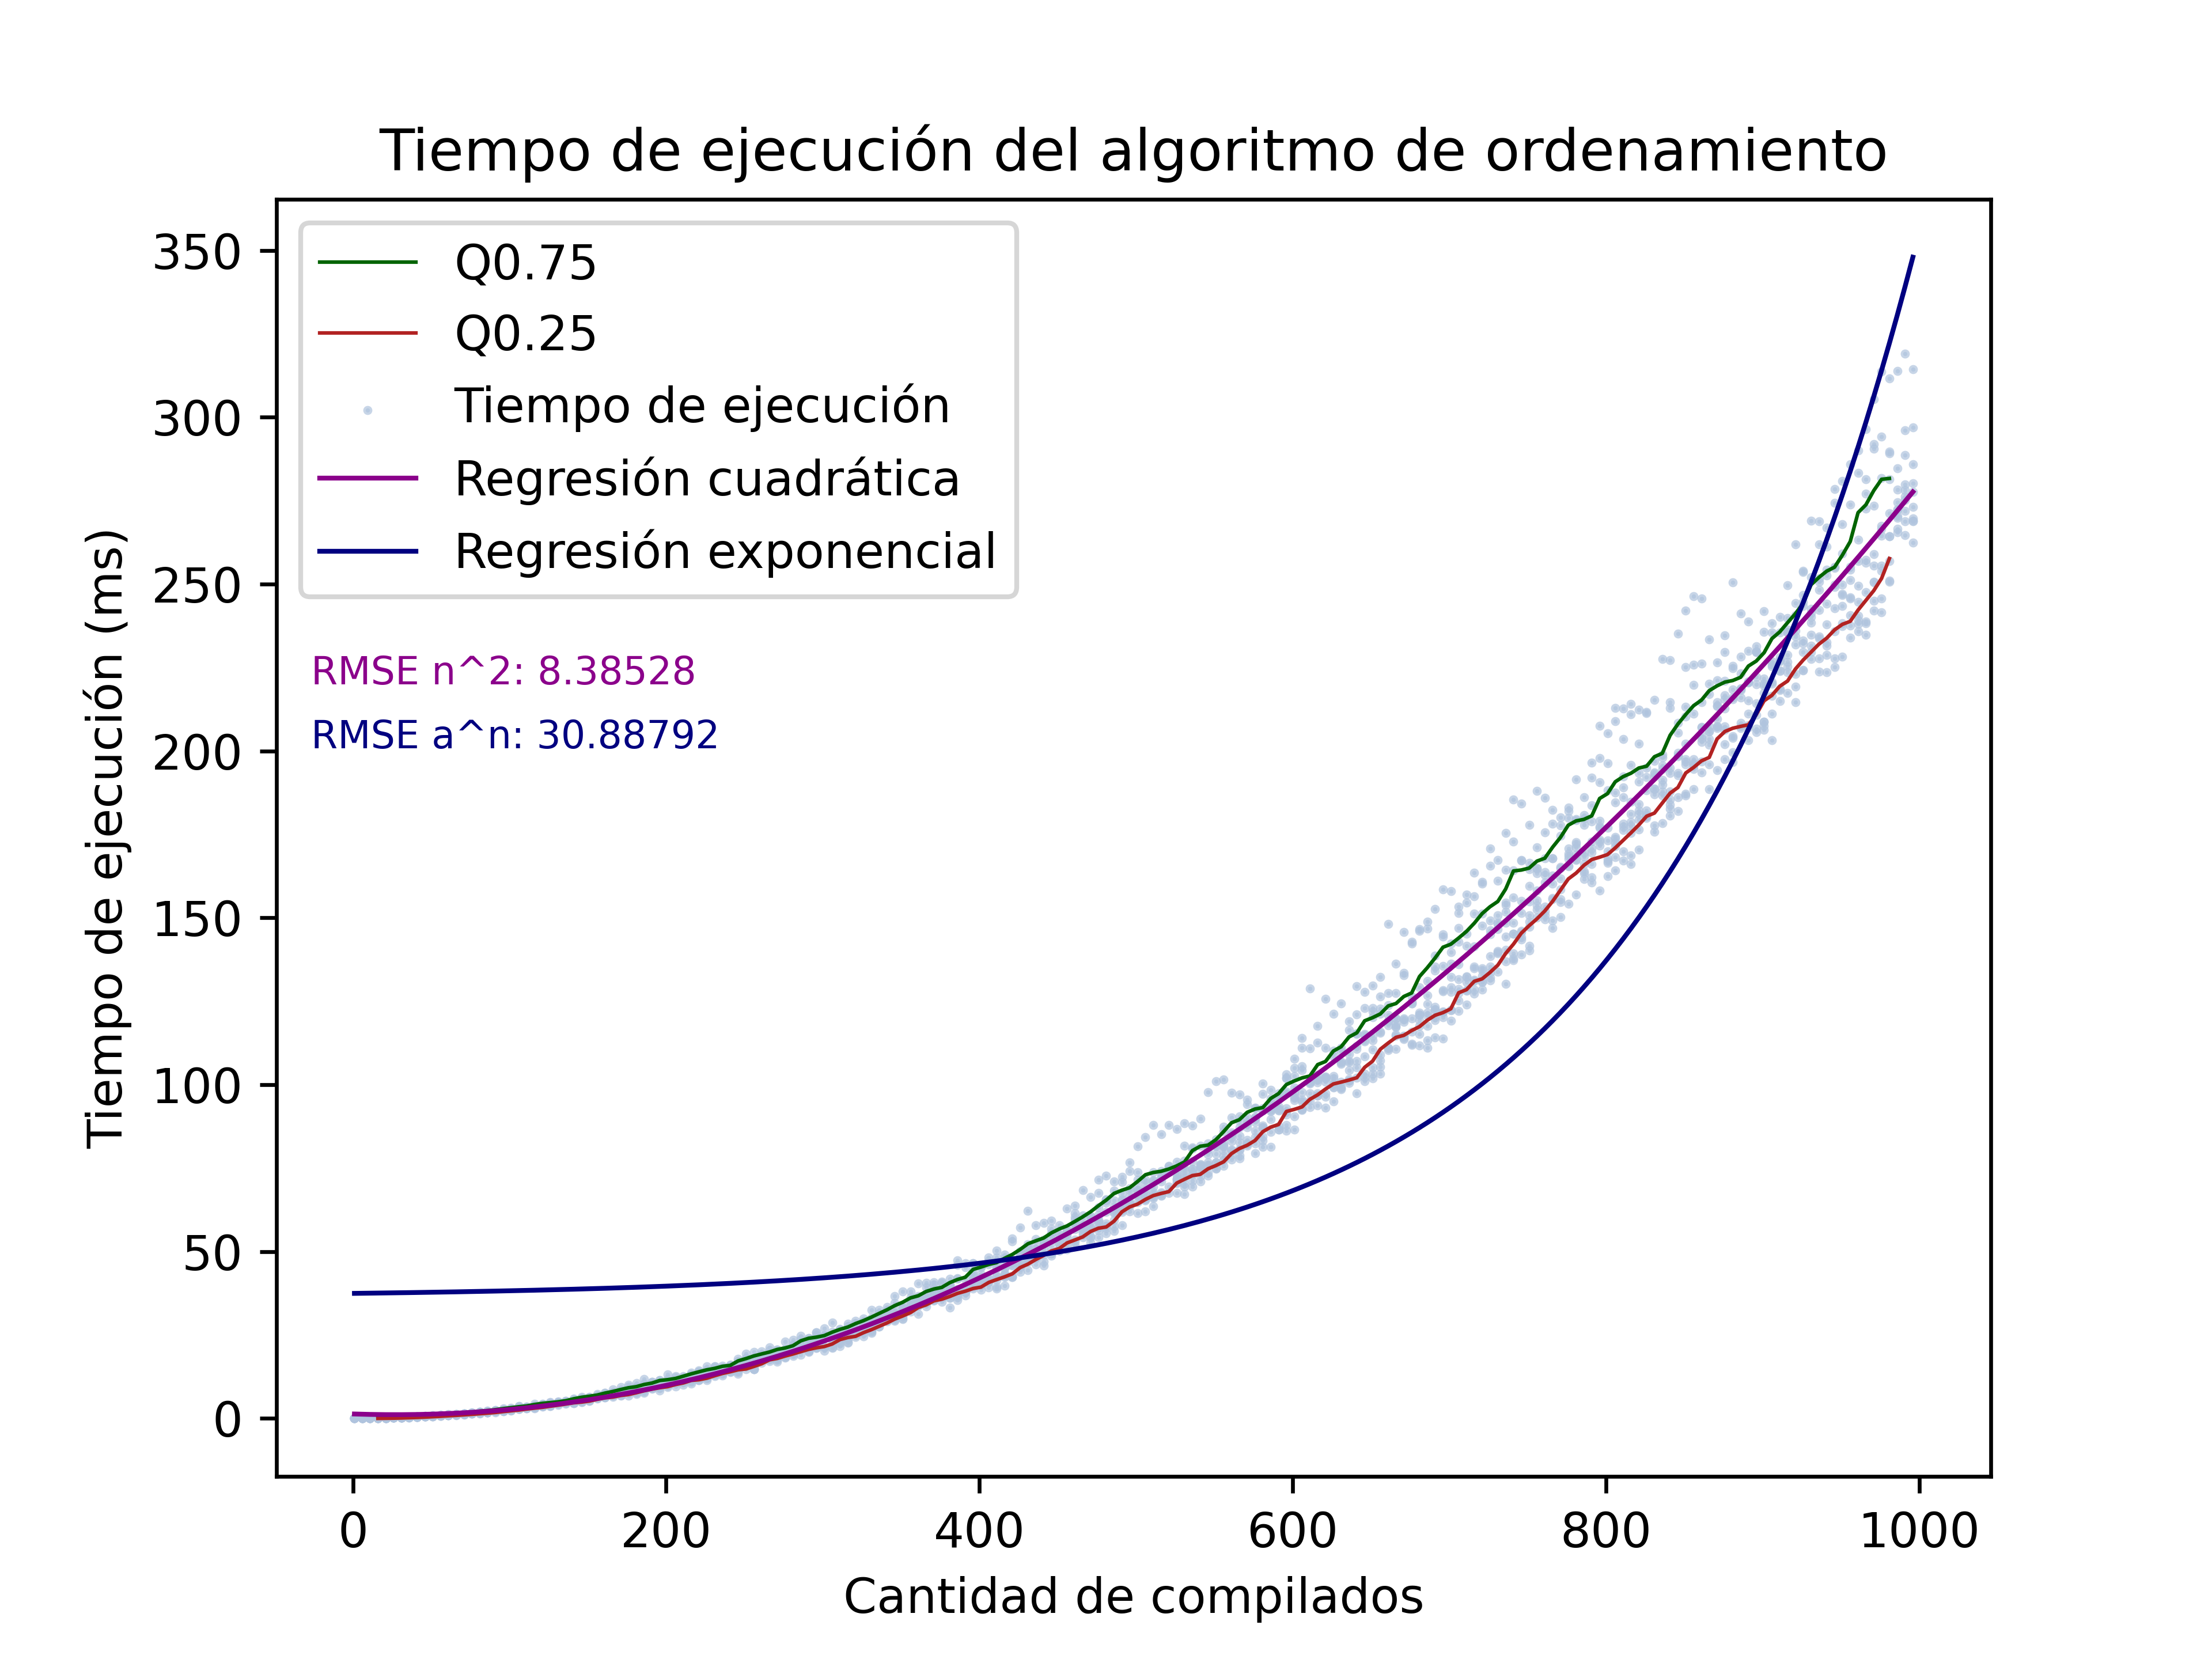 Tiempo de ejecución del algoritmo de ordenamiento
Q0.75
Q0.25
Tiempo de ejecución
Regresión cuadrática
Regresión exponencial
RMSE n^2: 8.38528
RMSE a^n: 30.88792
Tiempo de ejecución (ms)
350
300
250
200
150
100
50
0
0 200 400 600 800 1000
Cantidad de compilados